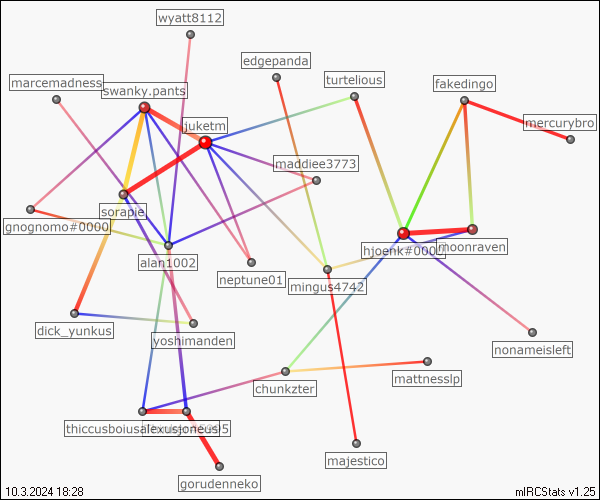 wyatt8112
edgepanda
marcemadness
turtelious
fakedingo
swanky.pants
mercurybro
juketm
maddiee3773
sorapie
gnognomo#0000
hjoenk#000
moonraven
alan1002
neptune01
mingus4742
dick_yunkus
yoshimanden
nonameisleft
chunkzter
mattnesslp
majestico
gorudenneko
10.3.2024 18:28
mIRCStats v1.25